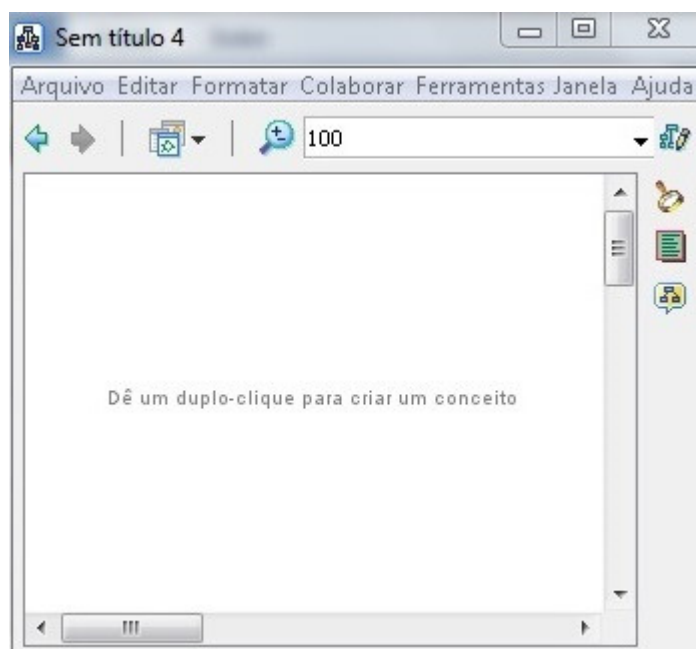 Sem título 4
Arquivo Editar Formatar Colaborar Ferramentas Janela Ajuda
100
Dê um duplo-clique para criar um conceito